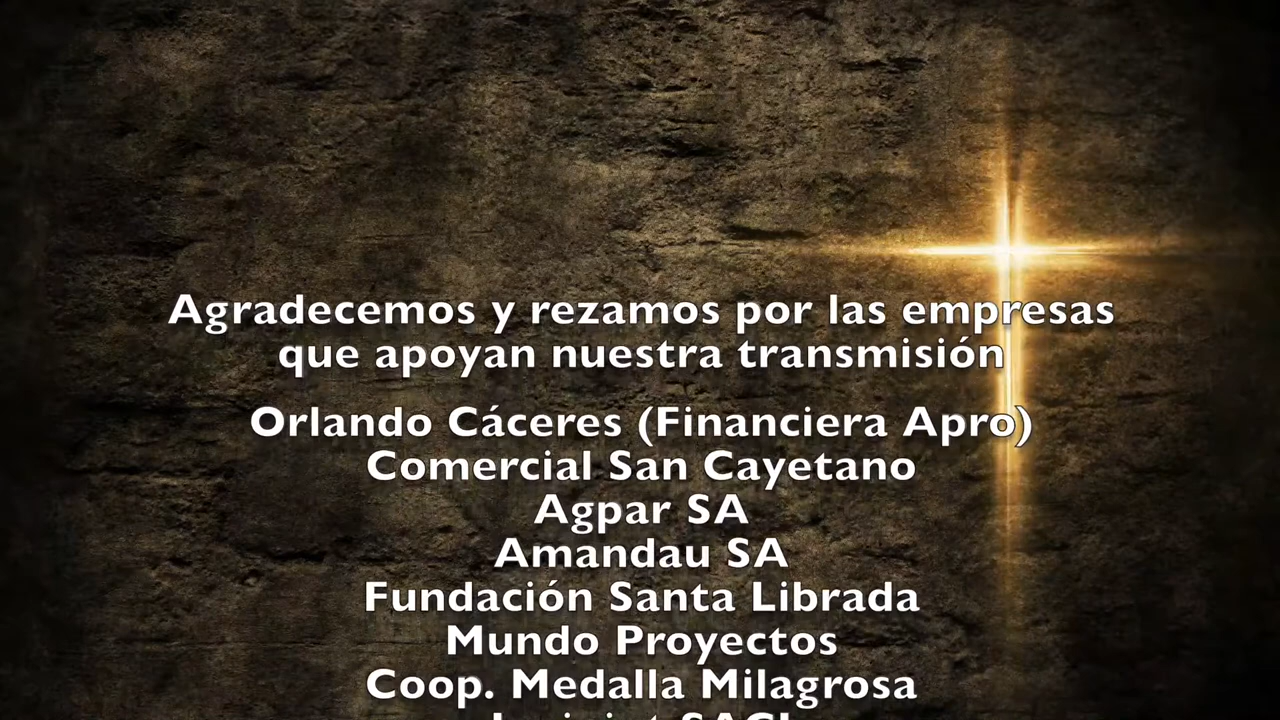 Agradecemos y rezamos por las empresas
que apoyan nuestra transmisión
Orlando Cáceres (Financiera Apro)
Comercial San Cayetano
Agpar SA
Amandau SA
Fundación Santa Librada
Mundo Proyectos
Coop. Medalla Milagrosa